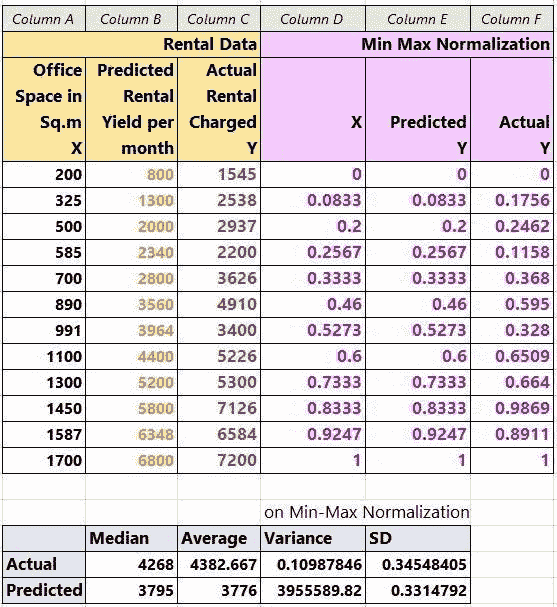 Column A Column B Column C Column D Column E Column F
Rental Data Min Max Normalization
Office Predicted Actual
Space in Rental Rental
Sq.m Yield per Charged X Predicted Actual
X month Y Y Y
200 800 1545 0 0 0
325 1300 2538 0.0833 0.0833 0.1756
500 2000 2937 0.2 0.2 0.2462
585 2340 2200 0.2567 0.2567 0.1158
700 2800 3626 0.3333 0.3333 0.368
890 3560 4910 0.46 0.46 0.595
991 3964 3400 0.5273 0.5273 0.328
1100 4400 5226 0.6 0.6 0.6509
1300 5200 5300 0.7333 0.7333 0.664
1450 5800 7126 0.8333 0.8333 0.9869
1587 6348 6584 0.9247 0.9247 0.8911
1700 6800 7200 1 1 1
on Min-Max Normalization
Median Average Variance SD
Actual 4268 4382.667 0.10987846 0.34548405
Predicted 3795 3776 3955589.82 0.3314792